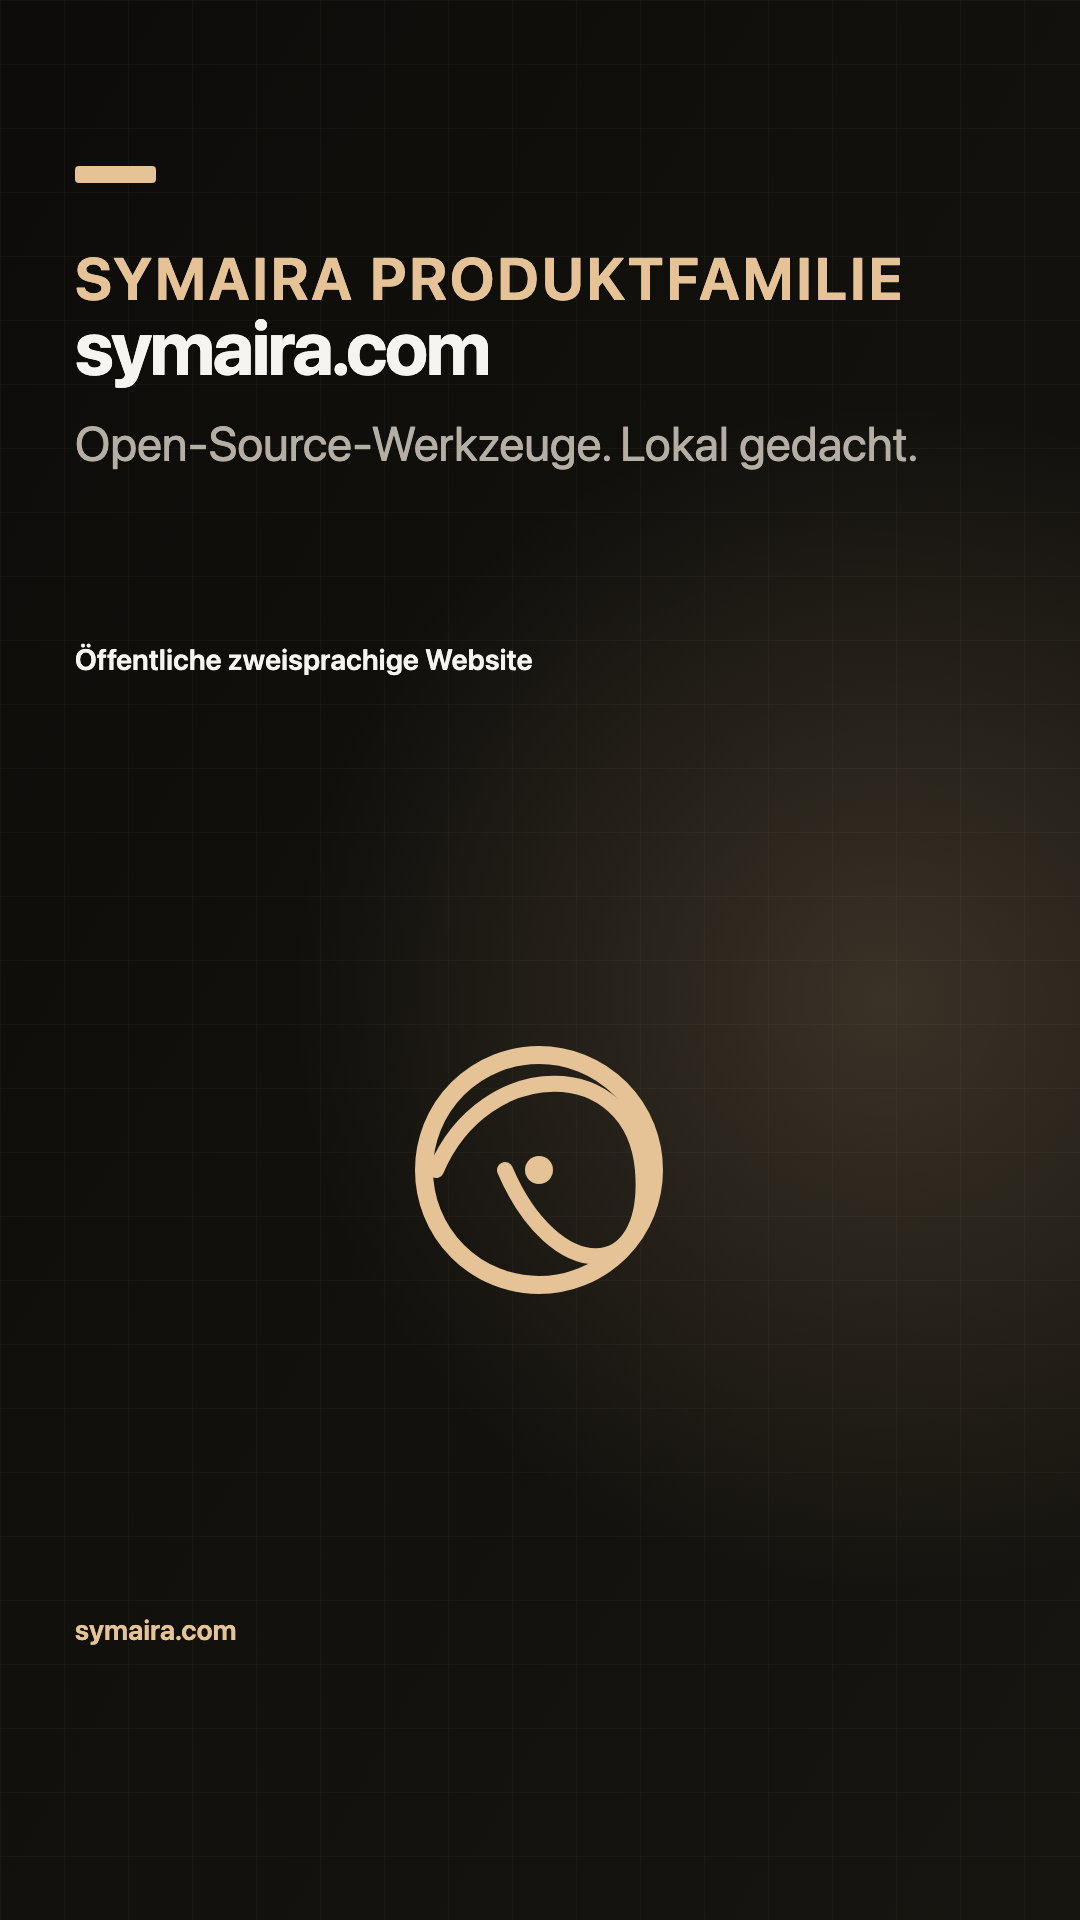 SYMAIRA PRODUKTFAMILIE
symaira.com
Open-Source-Werkzeuge. Lokal gedacht.
Öffentliche zweisprachige Website
symaira.com